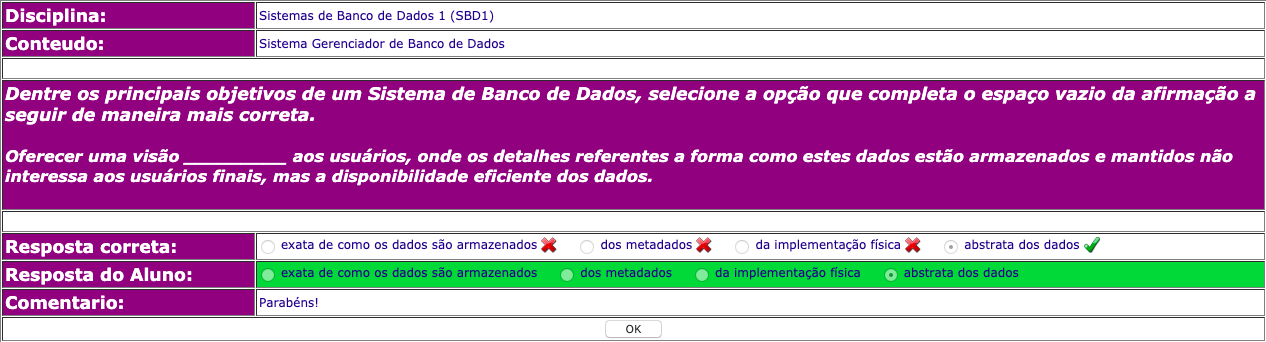 Disciplina: Sistemas de Banco de Dados 1 (SBD1)
Conteudo: Sistema Gerenciador de Banco de Dados
Dentre os principais objetivos de um Sistema de Banco de Dados, selecione a opção que completa o espaço vazio da afirmação a
seguir de maneira mais correta.
Oferecer uma visão ___________ aos usuários, onde os detalhes referentes a forma como estes dados estão armazenados e mantidos não
interessa aos usuários finais, mas a disponibilidade eficiente dos dados.
Resposta correta: exata de como os dados são armazenados dos metadados da implementação física abstrata dos dados
Resposta do Aluno: exata de como os dados são armazenados dos metadados da implementação física abstrata dos dados
Comentario: Parabéns!
OK